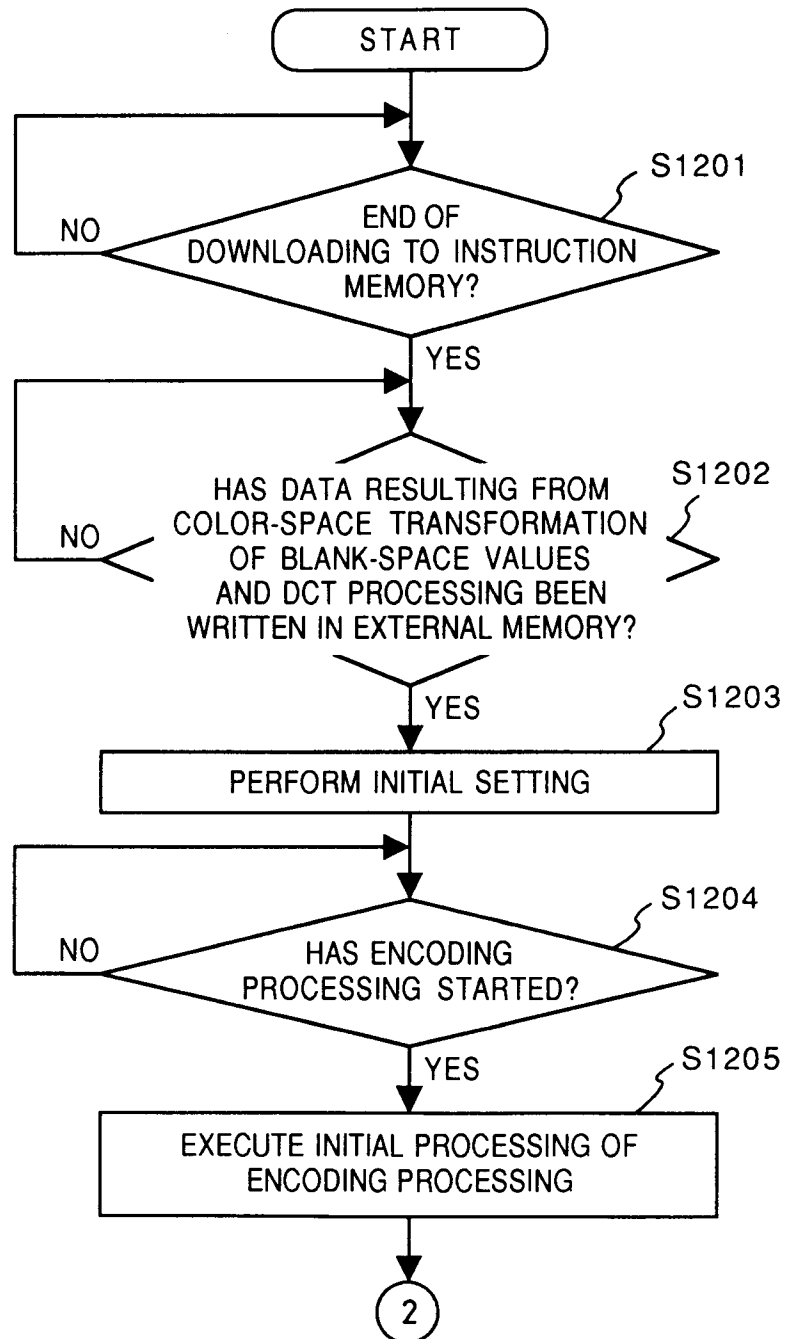 START
S1201
NO
END OF
DOWNLOADING TO INSTRUCTION
MEMORY?
YES
S1202
NO
HAS DATA RESULTING FROM
COLOR-SPACE TRANSFORMATION
OF BLANK-SPACE VALUES
AND DCT PROCESSING BEEN
WRITTEN IN EXTERNAL MEMORY?
YES
S1203
PERFORM INITIAL SETTING
S1204
NO
HAS ENCODING
PROCESSING STARTED?
YES
S1205
EXECUTE INITIAL PROCESSING OF
ENCODING PROCESSING
2